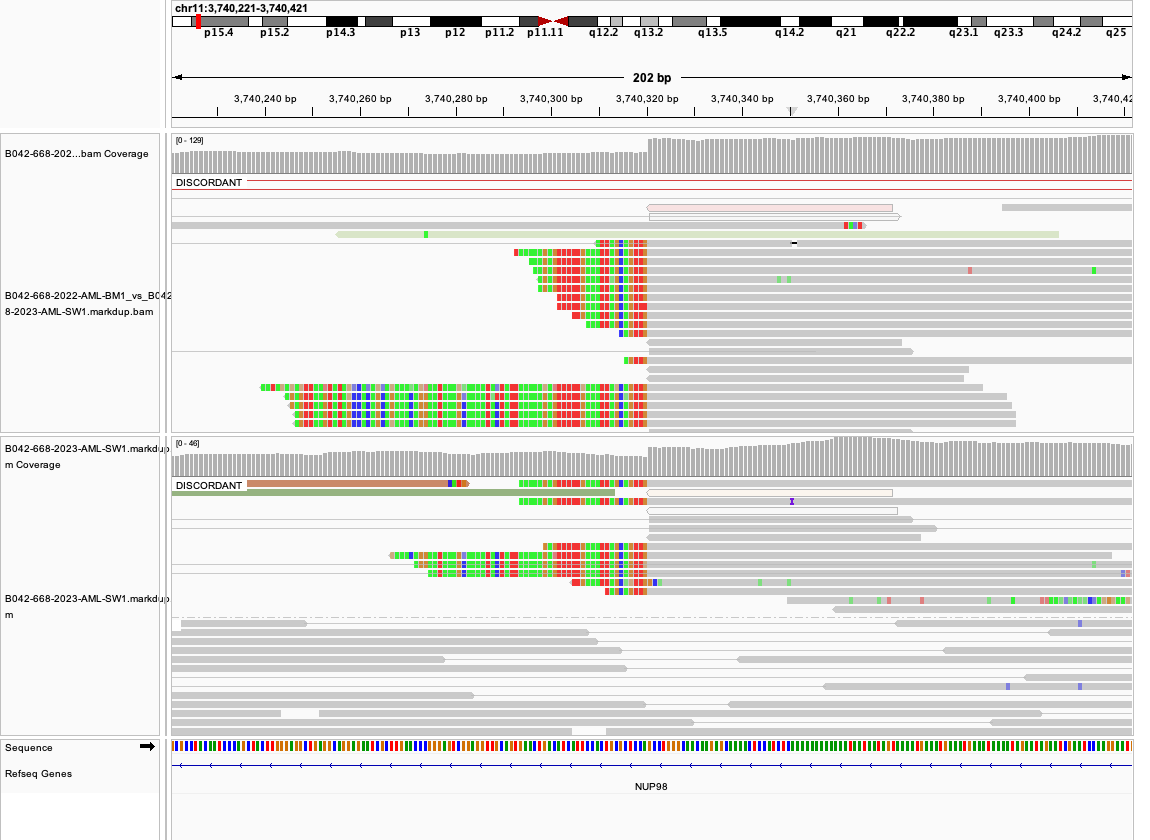 chr11:3,740,221-3,740,421
p15.4 p15.2 p14.3 p13 p12 p11.2 p11.11 q12.2 q13.2 q13.5 q14.2 q21 q22.2 q23.1 q23.3 q24.2 q25
202 bp
3,740,240 bp 3,740,260 bp 3,740,280 bp 3,740,300 bp 3,740,320 bp 3,740,340 bp 3,740,360 bp 3,740,380 bp 3,740,400 bp 3,740,42
[0 - 129]
B042-668-202...bam Coverage
DISCORDANT
B042-668-2022-AML-BM1_vs_B042
8-2023-AML-SW1.markdup.bam
[0 - 46]
B042-668-2023-AML-SW1.markdup
m Coverage
DISCORDANT
B042-668-2023-AML-SW1.markdup
m
Sequence
Refseq Genes
NUP98